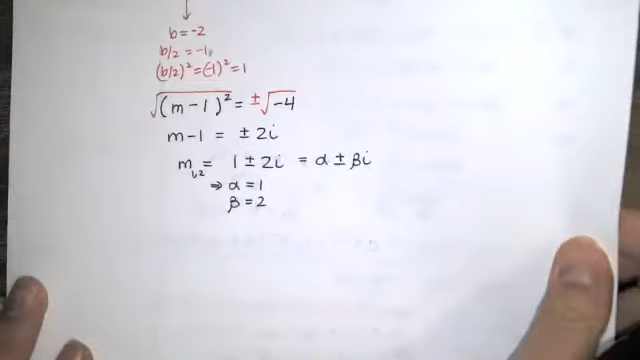 b = -2
b/2 = -1
(b/2)² = (-1)² = 1
√(m-1)² = ±√-4
m-1 = ±2i
m₁,₂ = 1 ± 2i = α ± βi
⇒ α = 1
β = 2